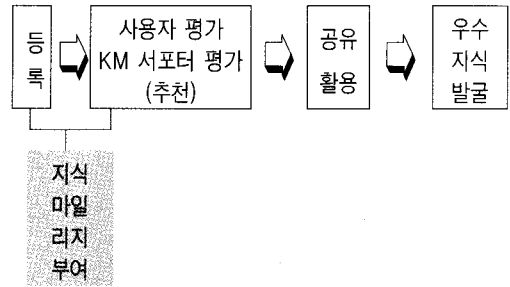 등
록
사용자 평가
KM 서포터 평가
(추천)
공유
활용
우수
지식
발굴
지식
마일
리지
부여